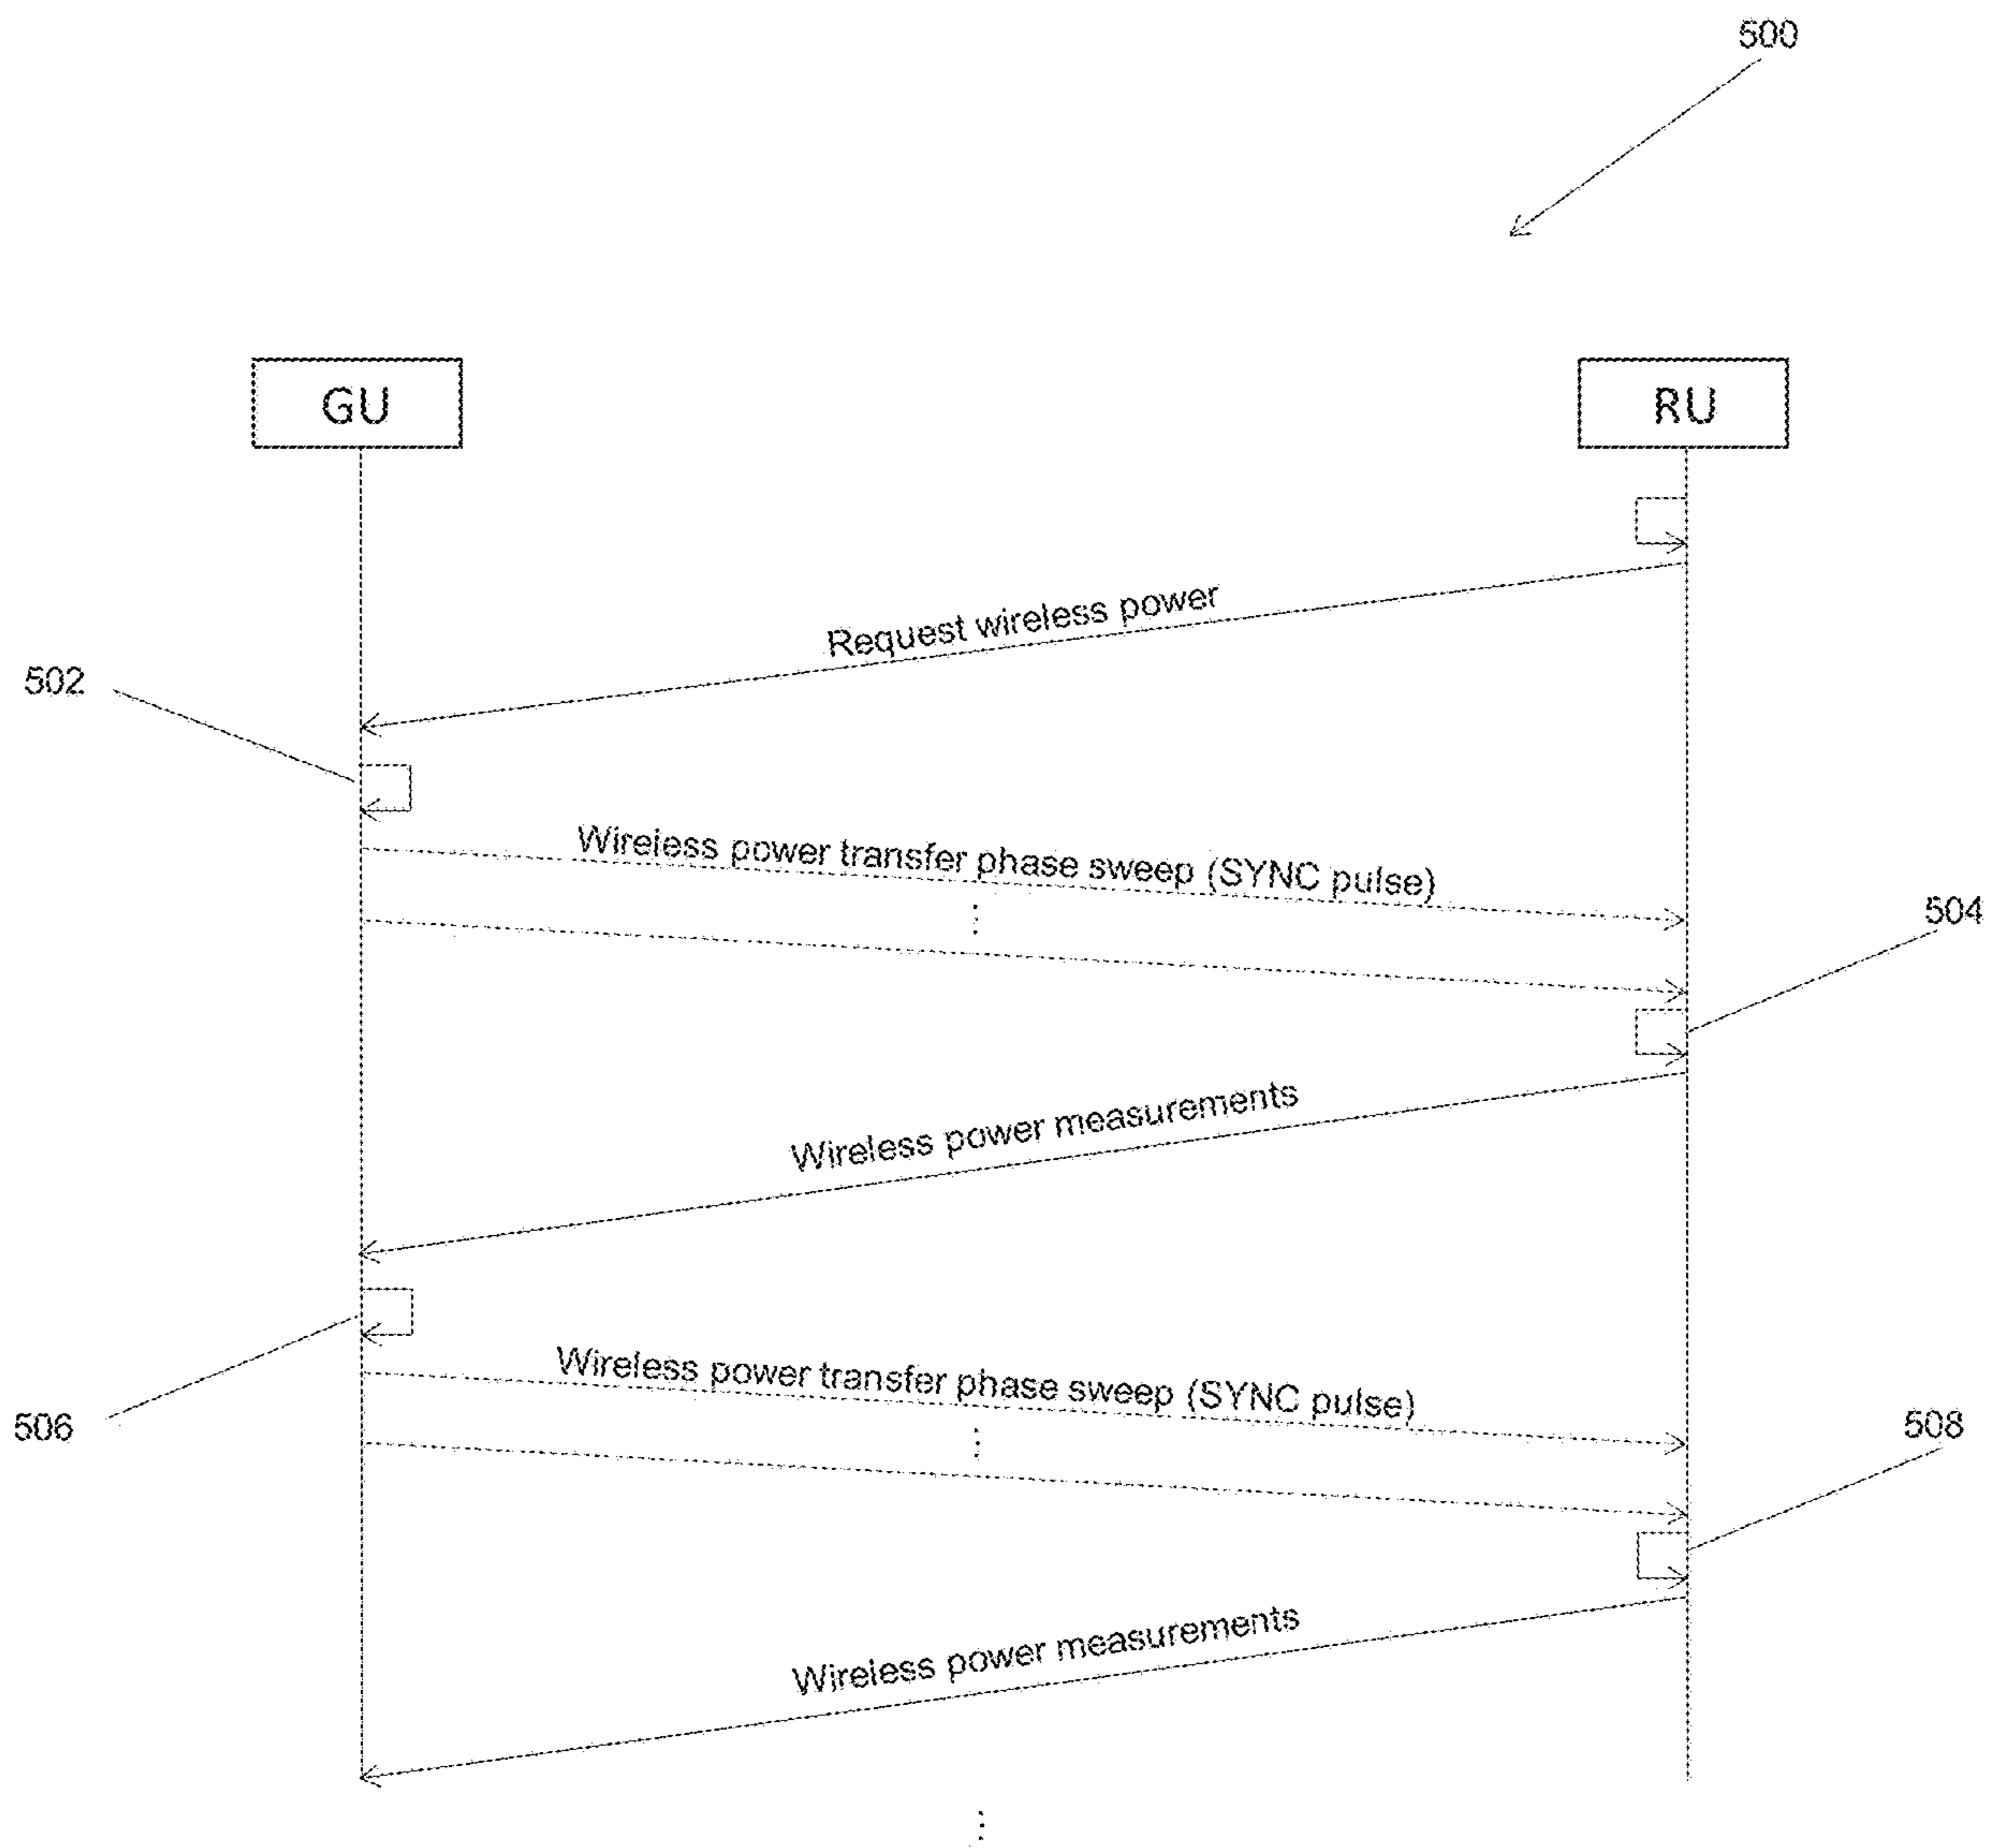 500
GU
RU
Request wireless power
502
Wireless power transfer phase sweep (SYNC pulse)
504
Wireless power measurements
506
Wireless power transfer phase sweep (SYNC pulse)
508
Wireless power measurements